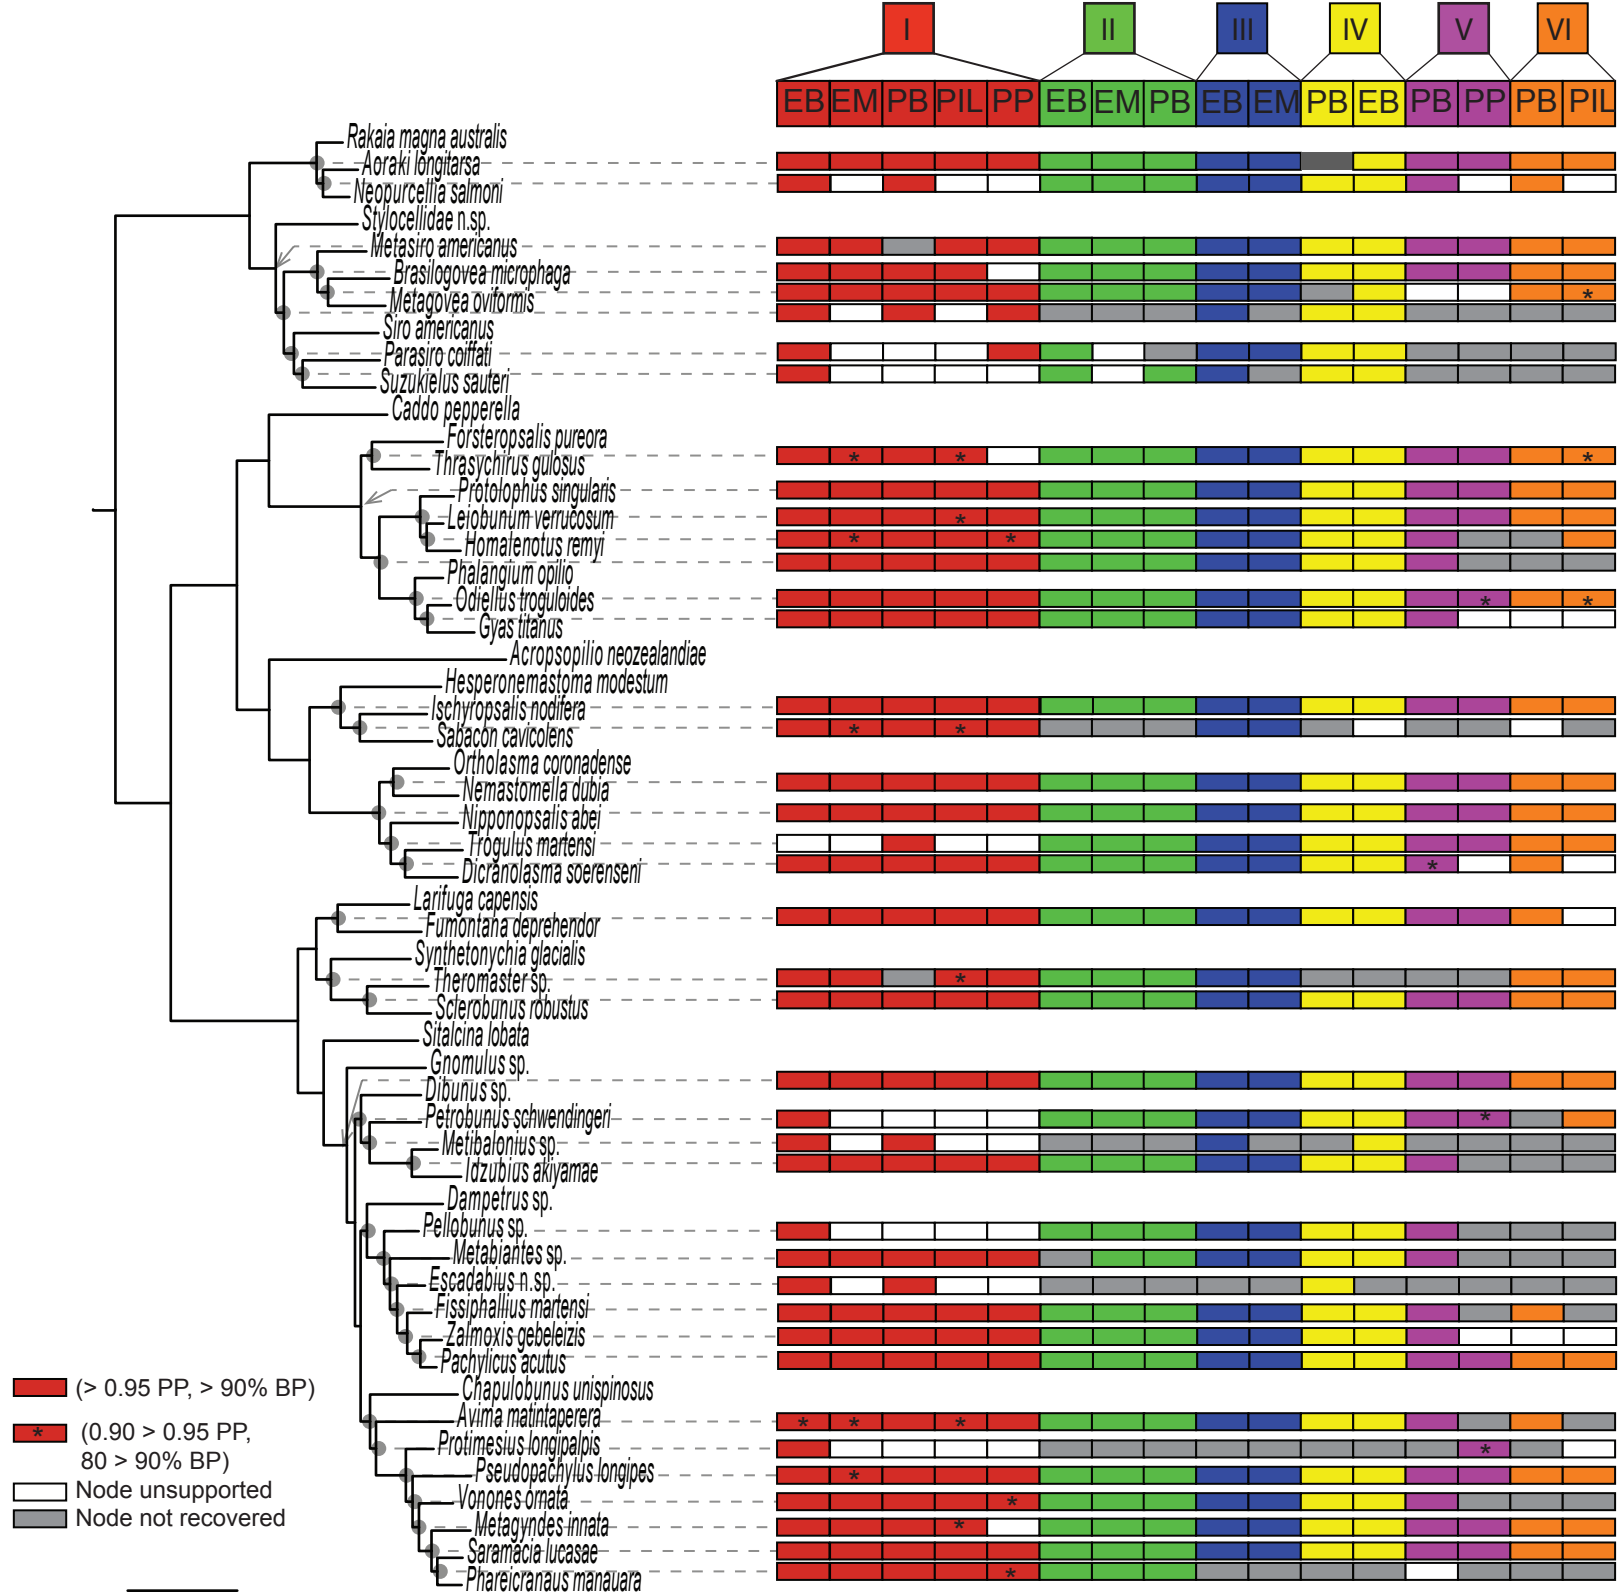 I II III IV V VI
EB EM PB PIL PP EB EM PB EB EM PB EB PB PP PB PIL
Rakaia magna australis
Aoraki longitarsa
Neopurcellia salmoni
Stylocellidae n.sp.
Metasiro americanus
Brasilogovea microphaga
Metagovea oviformis
*
Siro americanus
Parasiro coiffati
Suzukielus sauteri
Caddo pepperella
Forsteropsalis pureora
Thrasychirus gulosus
* * *
Protolophus singularis
Leiobunum verrucosum
*
Homalenotus remyi
* *
Phalangium opilio
Odiellus troguloides
* *
Gyas titanus
Acropsopilio neozealandiae
Hesperonemastoma modestum
Ischyropsalis nodifera
Sabacon cavicolens
* *
Ortholasma coronadense
Nemastomella dubia
Nipponopsalis abei
Trogulus martensi
Dicranolasma soerenseni
*
Larifuga capensis
Fumontana deprehendor
Synthetonychia glacialis
Theromaster sp.
*
Sclerobunus robustus
Sitalcina lobata
Gnomulus sp.
Dibunus sp.
Petrobunus schwendingeri
*
Metibalonius sp.
Idzubius akiyamae
Dampetrus sp.
Pellobunus sp.
Metabiantes sp.
Escadabius n.sp.
Fissiphallius martensi
Zalmoxis gebeleizis
Pachylicus acutus
Chapulobunus unispinosus
Avima matintaperera
* * *
Protimesius longipalpis
*
Pseudopachylus longipes
*
Vonones ornata
*
Metagyndes innata
*
Saramacia lucasae
Phareicranaus manauara
*
(> 0.95 PP, > 90% BP)
* (0.90 > 0.95 PP,
80 > 90% BP)
Node unsupported
Node not recovered